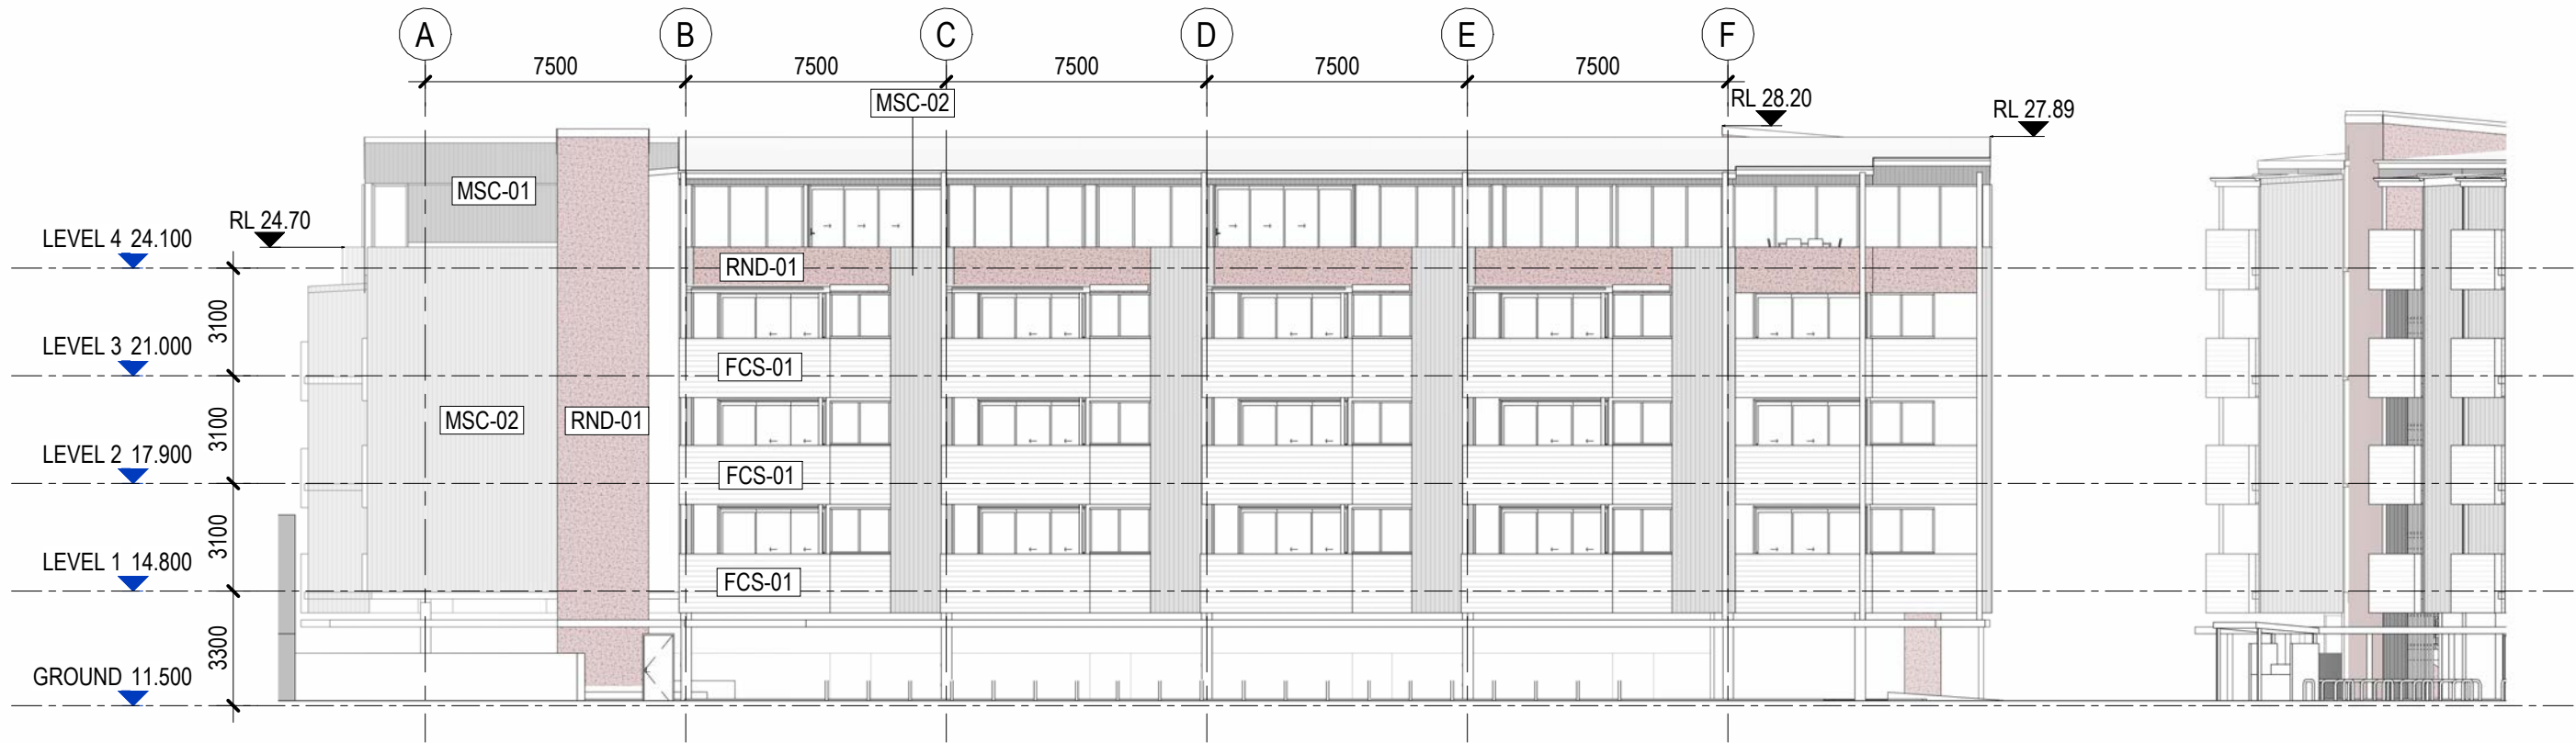 A B C D E F
7500 7500 7500 7500 7500
MSC-02
RL 28.20
RL 27.89
MSC-01
RL 24.70
LEVEL 4 24.100
RND-01
3100
LEVEL 3 21.000
FCS-01
3100
MSC-02
RND-01
LEVEL 2 17.900
FCS-01
3100
LEVEL 1 14.800
FCS-01
3300
GROUND 11.500